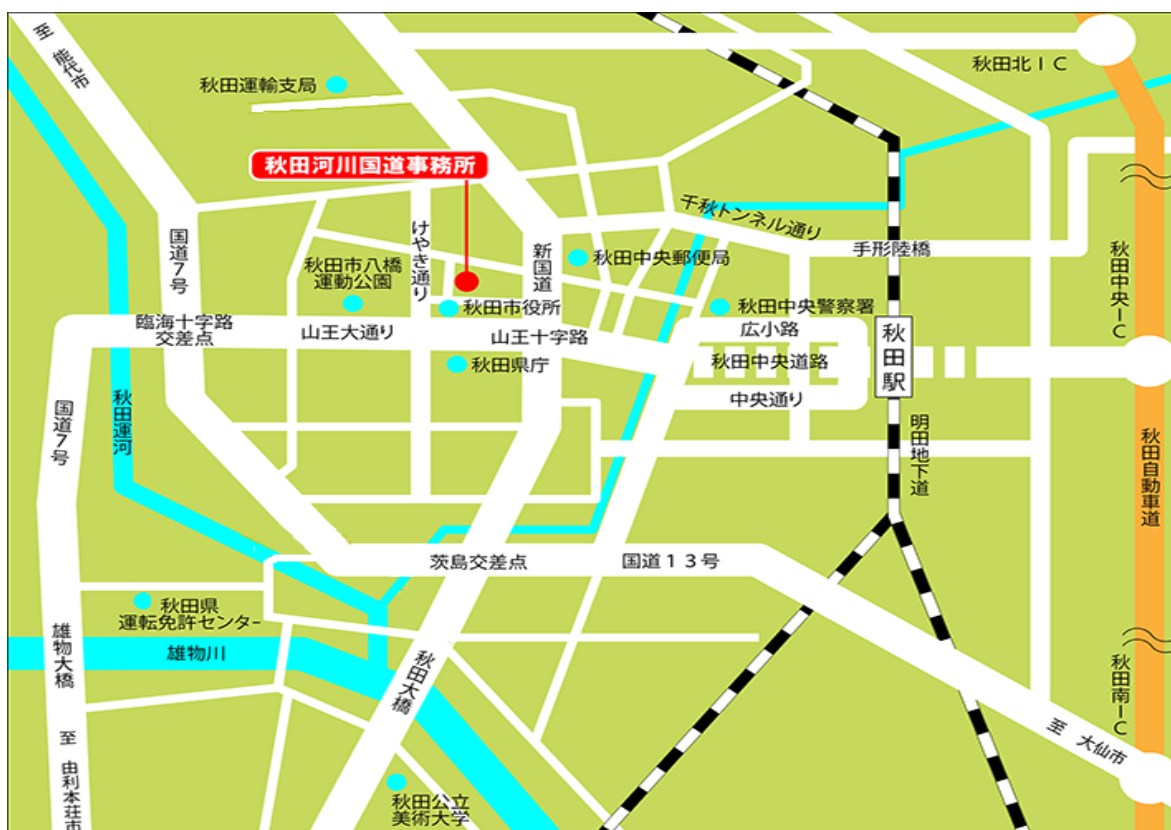 至 能代市
秋田運輸支局
秋田北ＩＣ
秋田河川国道事務所
千秋トンネル通り
国道７号
けやき通り
新国道
手形陸橋
秋田市八橋
運動公園
秋田中央郵便局
秋田中央ＩＣ
秋田市役所
秋田中央警察署
臨海十字路
交差点
山王大通り
山王十字路
広小路
秋田駅
秋田県庁
秋田中央道路
中央通り
国道７号
秋田運河
明田地下道
秋田自動車道
茨島交差点
国道１３号
秋田県
運転免許センター
雄物大橋
雄物川
秋田大橋
秋田南ＩＣ
至 大仙市
至 由利本荘市
秋田公立
美術大学